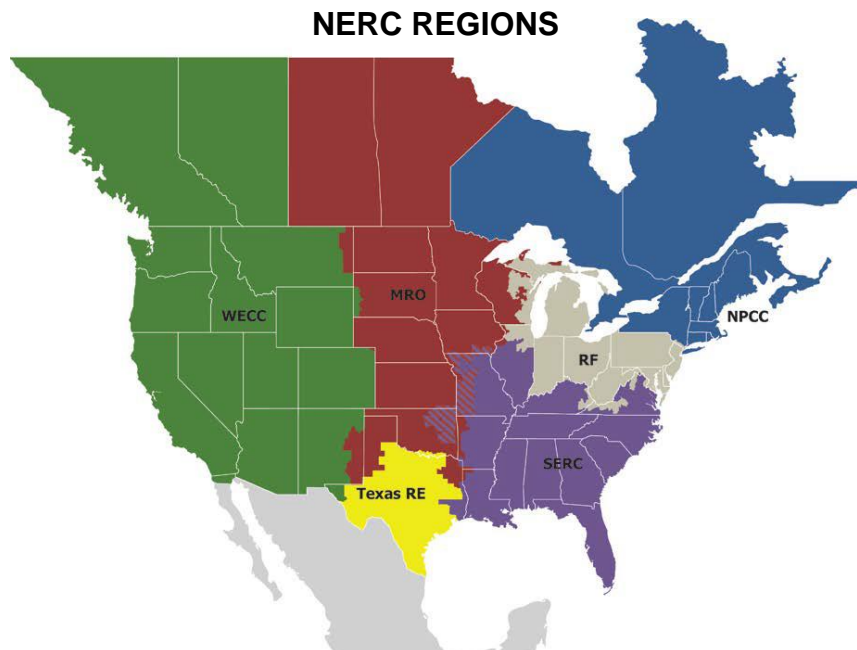 NERC REGIONS
MRO
WECC
NPCC
RF
SERC
Texas RE